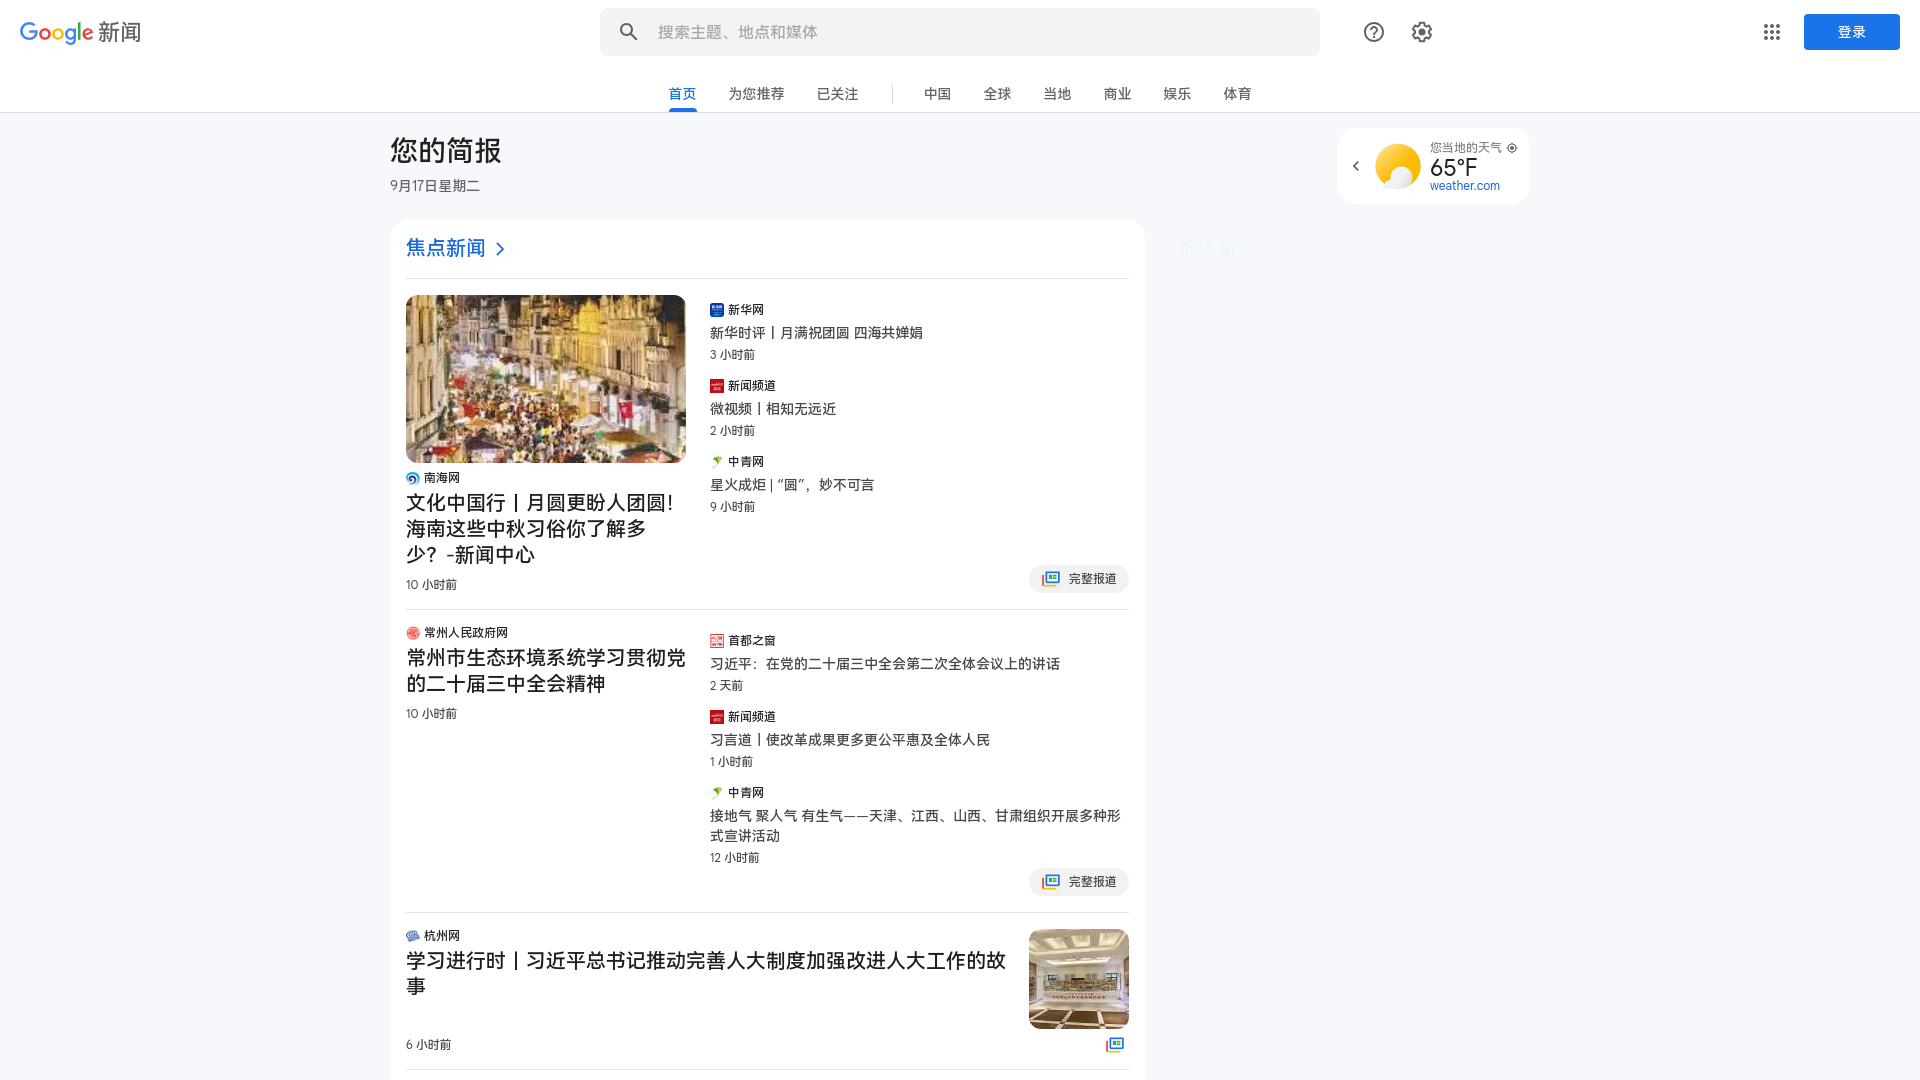 Google 新闻
搜索主题、地点和媒体
登录
首页
为您推荐
已关注
中国
全球
当地
商业
娱乐
体育
您的简报
9月17日星期二
您当地的天气
65°F
weather.com
焦点新闻
本地新闻
南海网
文化中国行丨月圆更盼人团圆！
海南这些中秋习俗你了解多
少？-新闻中心
10 小时前
新华网
新华时评丨月满祝团圆 四海共婵娟
3 小时前
新闻频道
微视频丨相知无远近
2 小时前
中青网
星火成炬 | “圆”，妙不可言
9 小时前
完整报道
常州人民政府网
常州市生态环境系统学习贯彻党
的二十届三中全会精神
10 小时前
首都之窗
习近平：在党的二十届三中全会第二次全体会议上的讲话
2 天前
新闻频道
习言道丨使改革成果更多更公平惠及全体人民
1 小时前
中青网
接地气 聚人气 有生气——天津、江西、山西、甘肃组织开展多种形
式宣讲活动
12 小时前
完整报道
杭州网
学习进行时丨习近平总书记推动完善人大制度加强改进人大工作的故
事
6 小时前